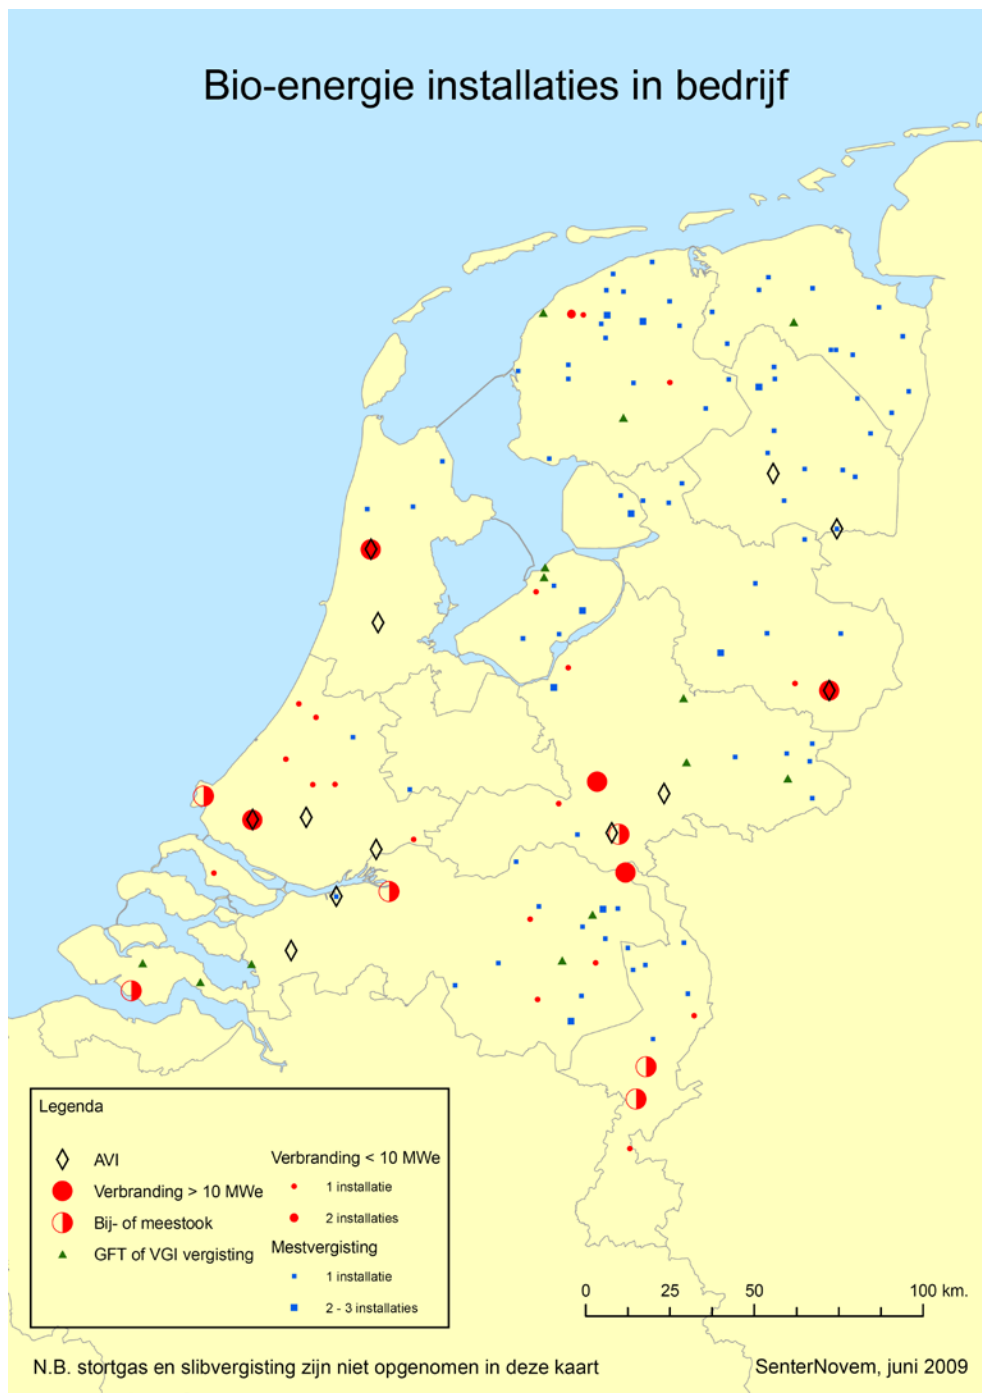 Bio-energie installaties in bedrijf
Legenda
AVI
Verbranding > 10 MWe
Bij- of meestook
GFT of VGI vergisting
Verbranding < 10 MWe
1 installatie
2 installaties
Mestvergisting
1 installatie
2 - 3 installaties
0 25 50 100 km.
N.B. stortgas en slibvergisting zijn niet opgenomen in deze kaart
SenterNovem, juni 2009